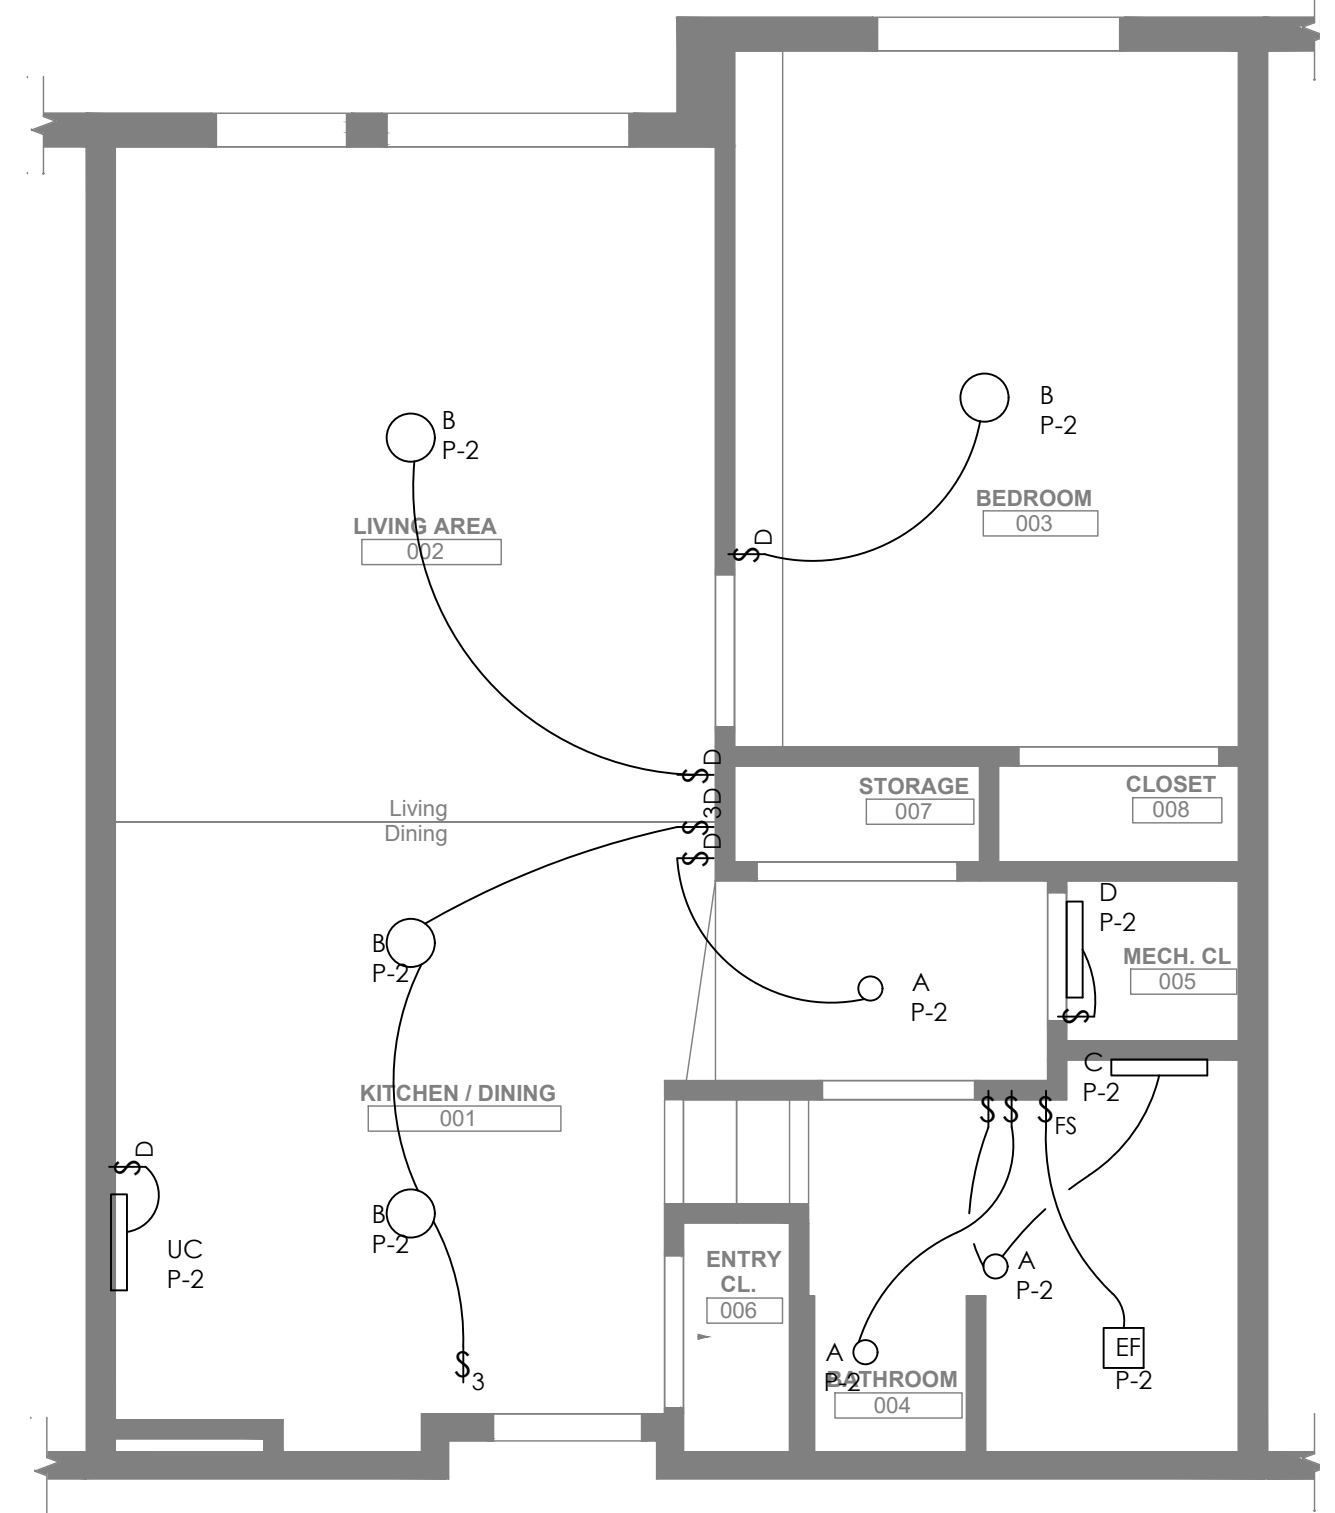 B
P-2
B
P-2
BEDROOM
003
LIVING AREA
002
$ D
$ D
STORAGE
007
CLOSET
008
Living
Dining
$ 3D
$ D
D
P-2
B
P-2
MECH. CL
005
A
P-2
$
C
P-2
KITCHEN / DINING
001
$ $ $ FS
$ D
B
P-2
UC
P-2
ENTRY
CL.
006
A
P-2
EF
P-2
A
P-2
BATHROOM
004
$ 3